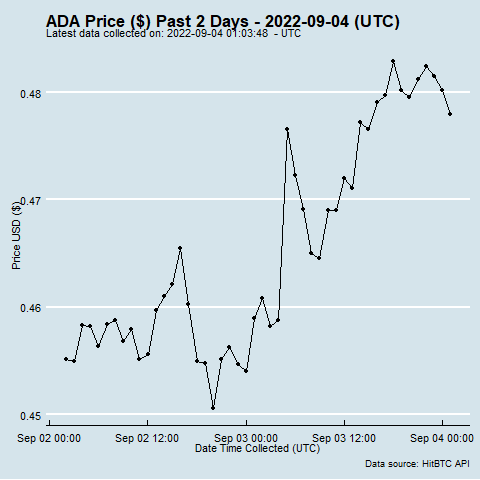 ADA Price ($) Past 2 Days - 2022-09-04 (UTC)
Latest data collected on: 2022-09-04 01:03:48 - UTC
0.48
0.47
0.46
0.45
Price USD ($)
Sep 02 00:00 Sep 02 12:00 Sep 03 00:00 Sep 03 12:00 Sep 04 00:00
Date Time Collected (UTC)
Data source: HitBTC API